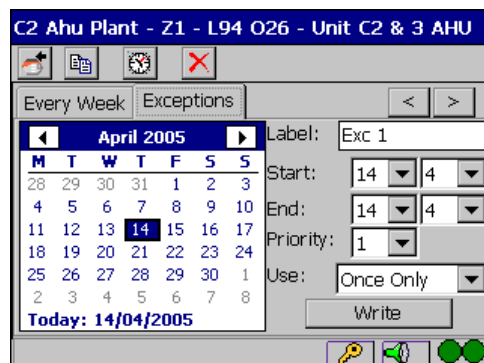 C2 Ahu Plant - Z1 - L94 O26 - Unit C2 & 3 AHU
Every Week Exceptions < >
April 2005
M T W T F S S
28 29 30 31 1 2 3
4 5 6 7 8 9 10
11 12 13 14 15 16 17
18 19 20 21 22 23 24
25 26 27 28 29 30 1
2 3 4 5 6 7 8
Today: 14/04/2005
Label: Exc 1
Start: 14 4
End: 14 4
Priority: 1
Use: Once Only
Write